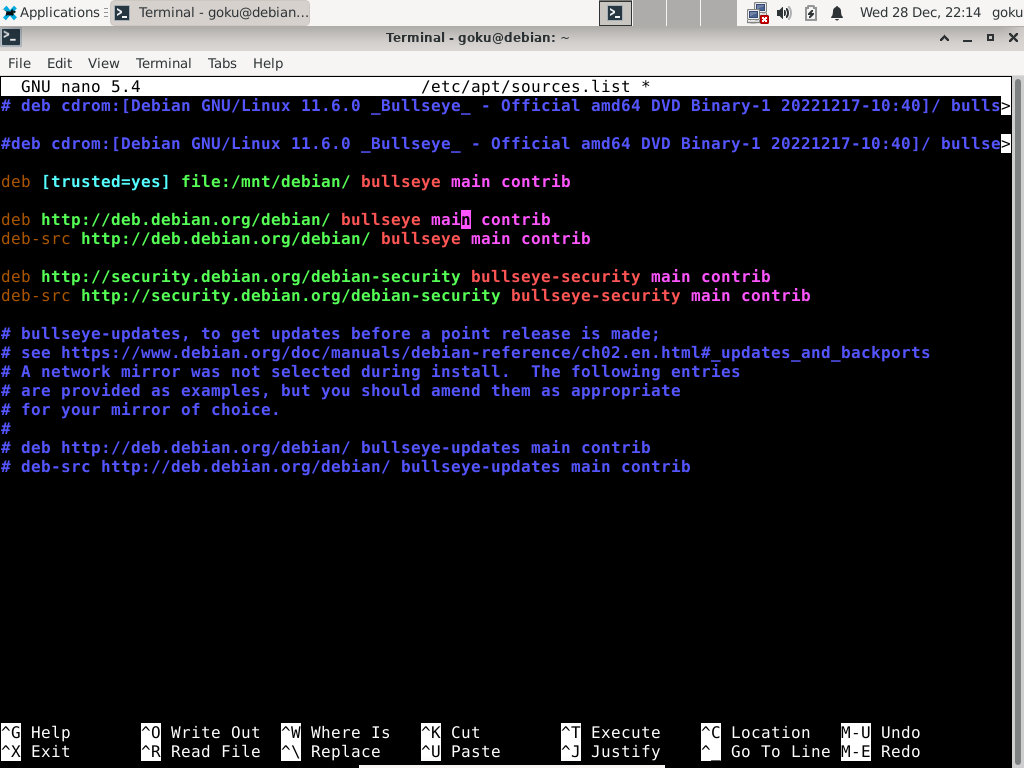 Applications Terminal - goku@debian... Wed 28 Dec, 22:14 goku
Terminal - goku@debian: ~
File Edit View Terminal Tabs Help
GNU nano 5.4 /etc/apt/sources.list *
# deb cdrom:[Debian GNU/Linux 11.6.0 _Bullseye_ - Official amd64 DVD Binary-1 20221217-10:40]/ bulls>
#deb cdrom:[Debian GNU/Linux 11.6.0 _Bullseye_ - Official amd64 DVD Binary-1 20221217-10:40]/ bullse>
deb [trusted=yes] file:/mnt/debian/ bullseye main contrib
deb http://deb.debian.org/debian/ bullseye main contrib
deb-src http://deb.debian.org/debian/ bullseye main contrib
deb http://security.debian.org/debian-security bullseye-security main contrib
deb-src http://security.debian.org/debian-security bullseye-security main contrib
# bullseye-updates, to get updates before a point release is made;
# see https://www.debian.org/doc/manuals/debian-reference/ch02.en.html#_updates_and_backports
# A network mirror was not selected during install.  The following entries
# are provided as examples, but you should amend them as appropriate
# for your mirror of choice.
#
# deb http://deb.debian.org/debian/ bullseye-updates main contrib
# deb-src http://deb.debian.org/debian/ bullseye-updates main contrib
^G Help ^O Write Out ^W Where Is ^K Cut ^T Execute ^C Location M-U Undo
^X Exit ^R Read File ^\ Replace ^U Paste ^J Justify ^_ Go To Line M-E Redo